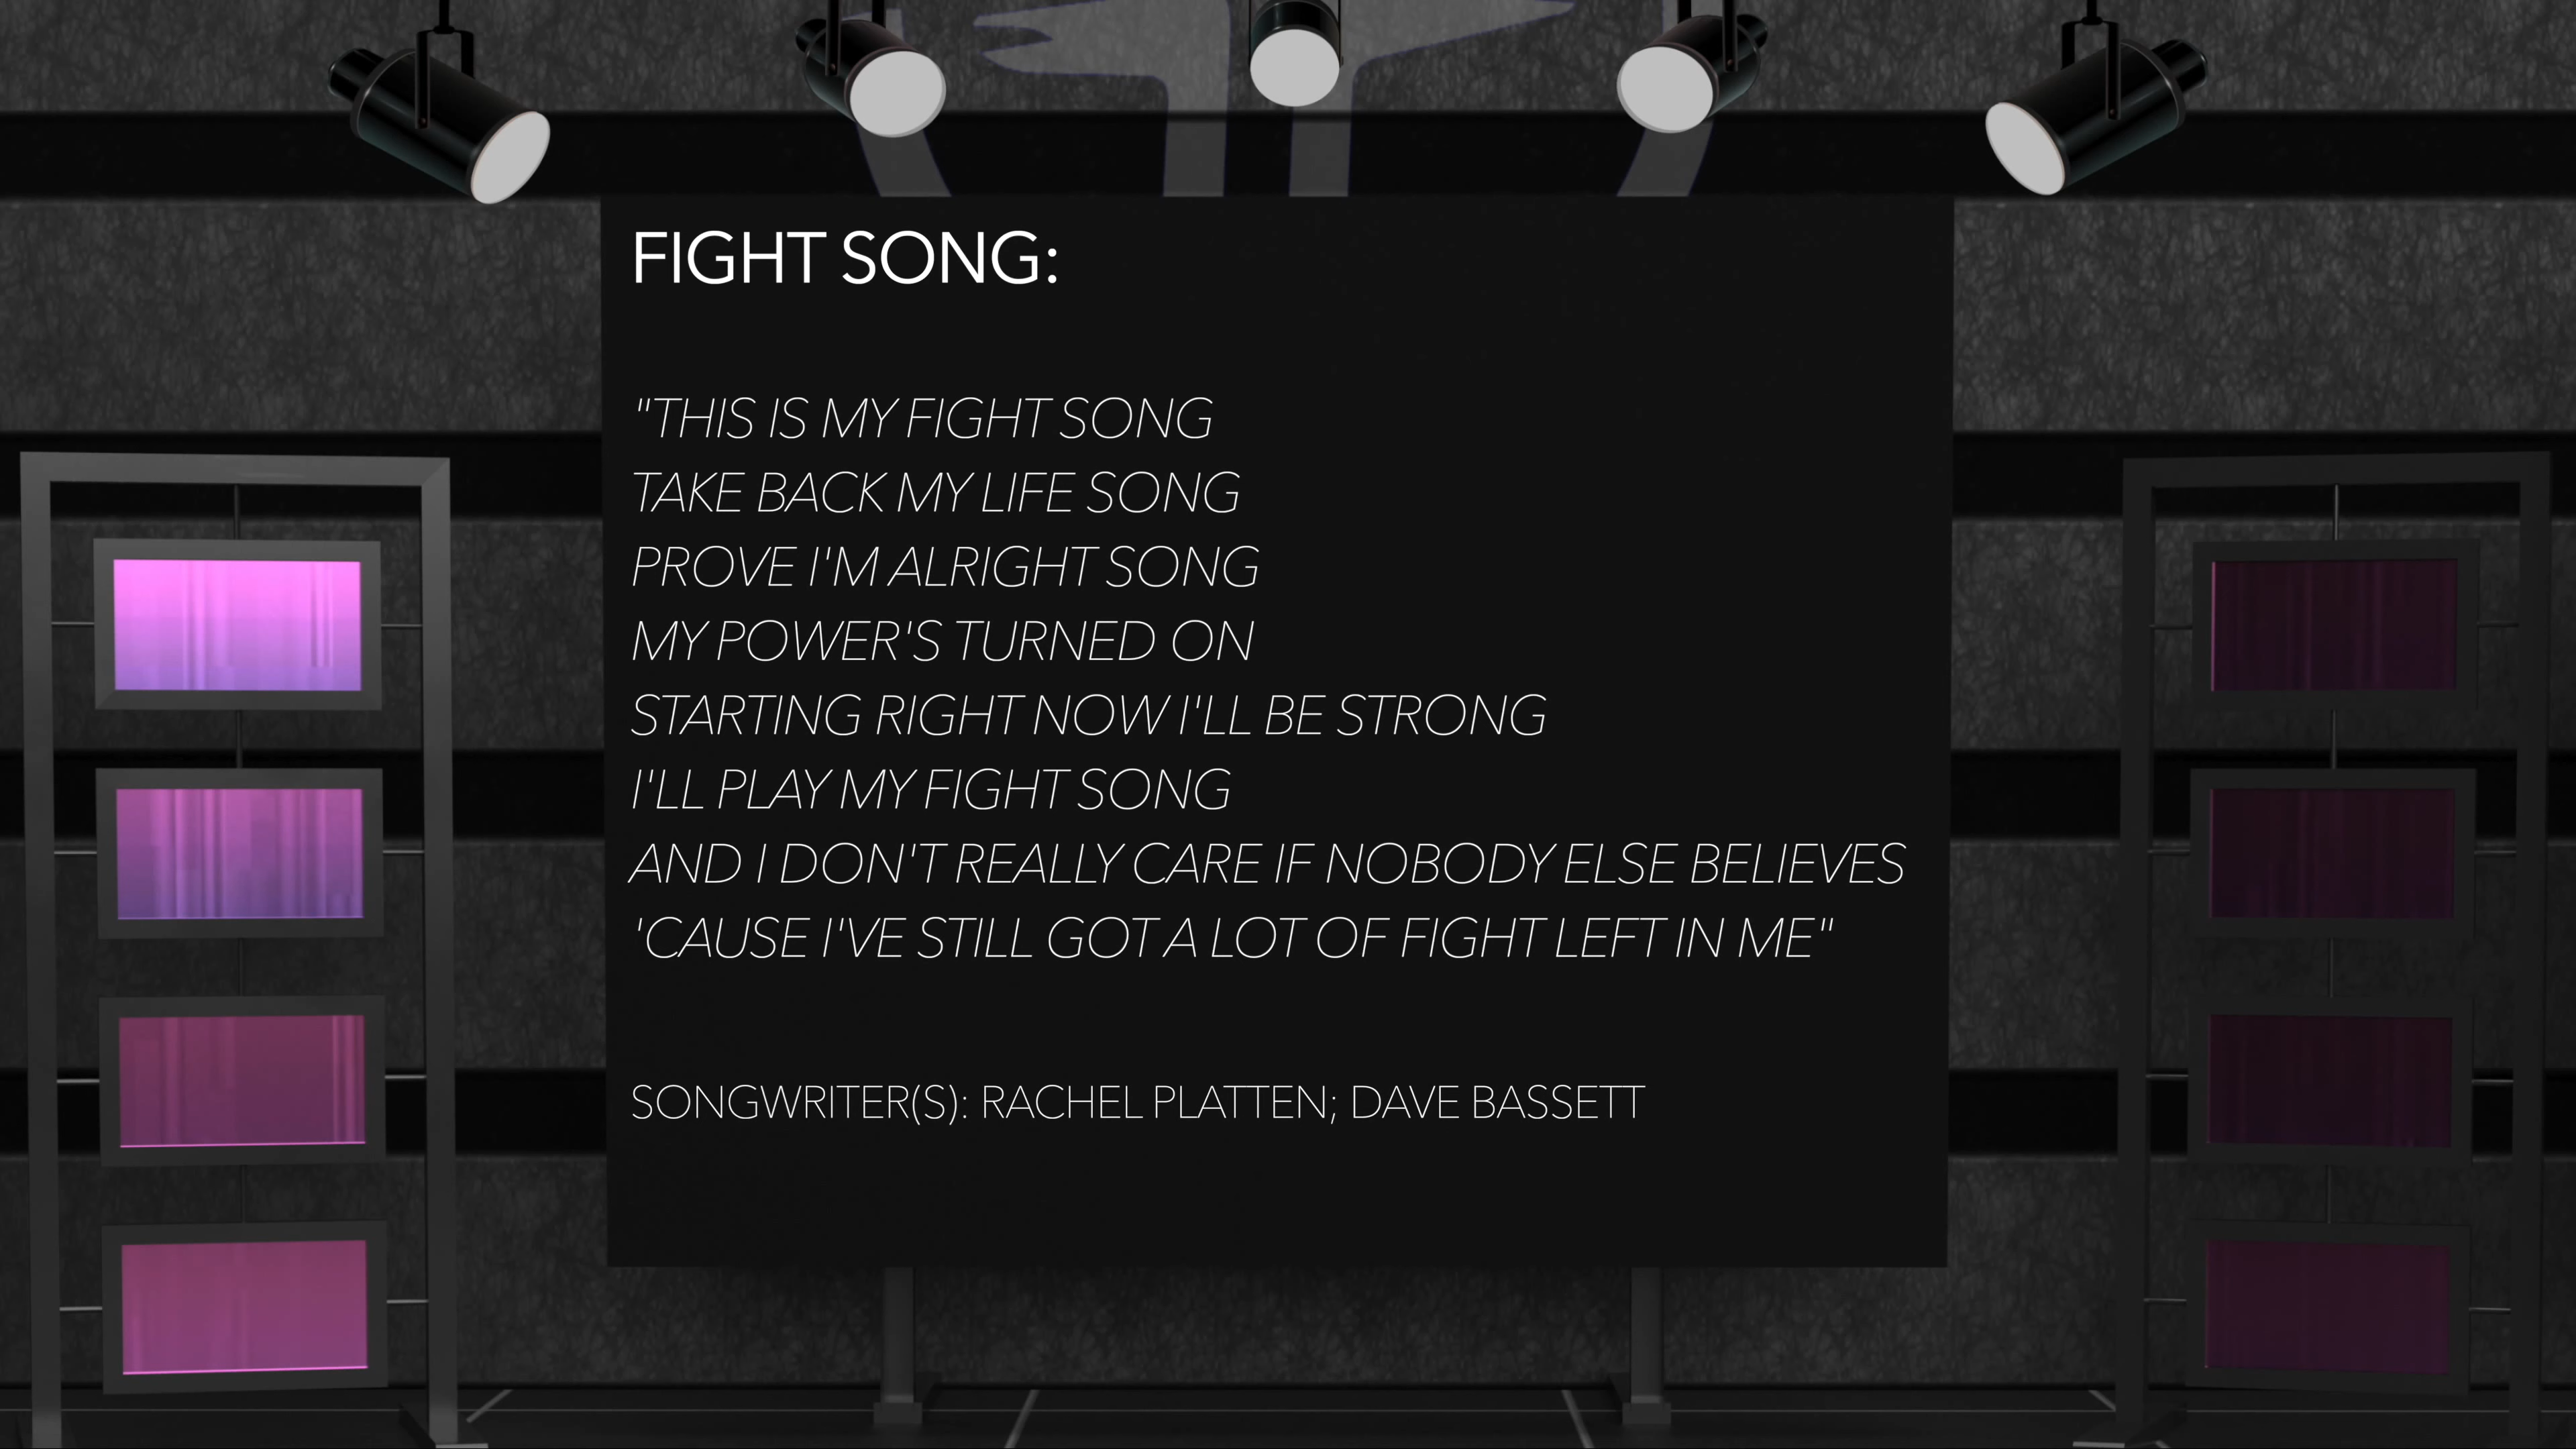 FIGHT SONG:
"THIS IS MY FIGHT SONG
TAKE BACK MY LIFE SONG
PROVE I'M ALRIGHT SONG
MY POWER'S TURNED ON
STARTING RIGHT NOW I'LL BE STRONG
I'LL PLAY MY FIGHT SONG
AND I DON'T REALLY CARE IF NOBODY ELSE BELIEVES
'CAUSE I'VE STILL GOT A LOT OF FIGHT LEFT IN ME"
SONGWRITER(S): RACHEL PLATTEN; DAVE BASSETT